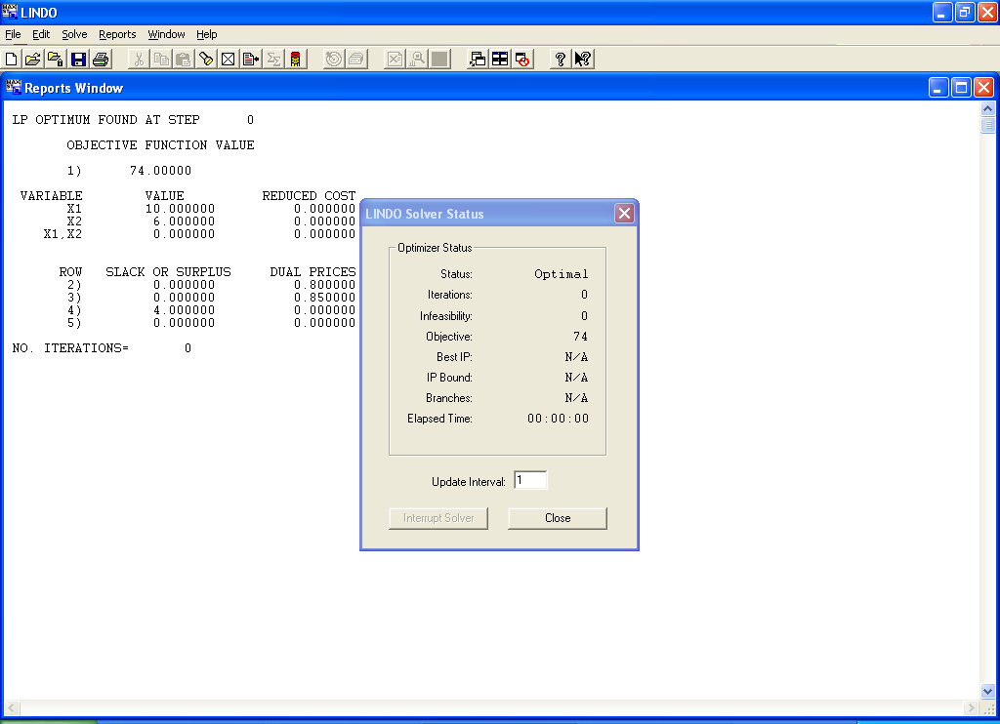 LINDO
File Edit Solve Reports Window Help
Reports Window
LP OPTIMUM FOUND AT STEP 0
OBJECTIVE FUNCTION VALUE
1) 74.00000
VARIABLE VALUE REDUCED COST
X1 10.000000 0.000000
X2 6.000000 0.000000
X1,X2 0.000000 0.000000
ROW SLACK OR SURPLUS DUAL PRICES
2) 0.000000 0.800000
3) 0.000000 0.850000
4) 4.000000 0.000000
5) 0.000000 0.000000
NO. ITERATIONS= 0
LINDO Solver Status
Optimizer Status
Status: Optimal
Iterations: 0
Infeasibility: 0
Objective: 74
Best IP: N/A
IP Bound: N/A
Branches: N/A
Elapsed Time: 00:00:00
Update Interval: 1
Interrupt Solver Close